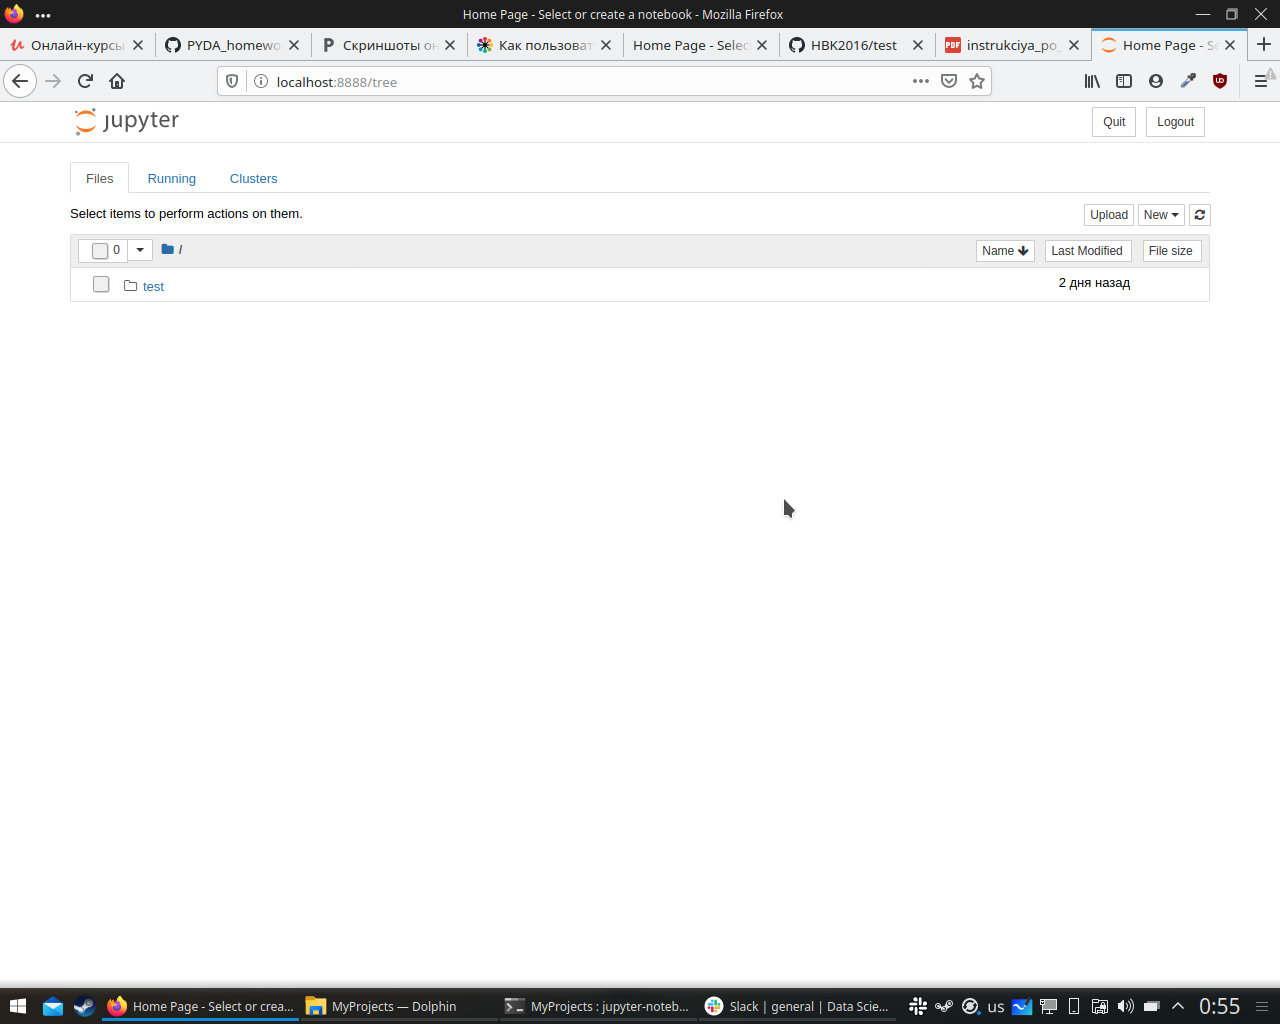 Home Page - Select or create a notebook - Mozilla Firefox
Онлайн-курсы
PYDA_homewo
Скриншоты он
Как пользоват
Home Page - Selec
HBK2016/test
PDF instrukciya_po_
Home Page - Se
localhost:8888/tree
jupyter
Quit
Logout
Files
Running
Clusters
Select items to perform actions on them.
Upload
New
0
/
Name
Last Modified
File size
test
2 дня назад
Home Page - Select or crea...
MyProjects — Dolphin
MyProjects : jupyter-noteb...
Slack | general | Data Scie...
us
0:55